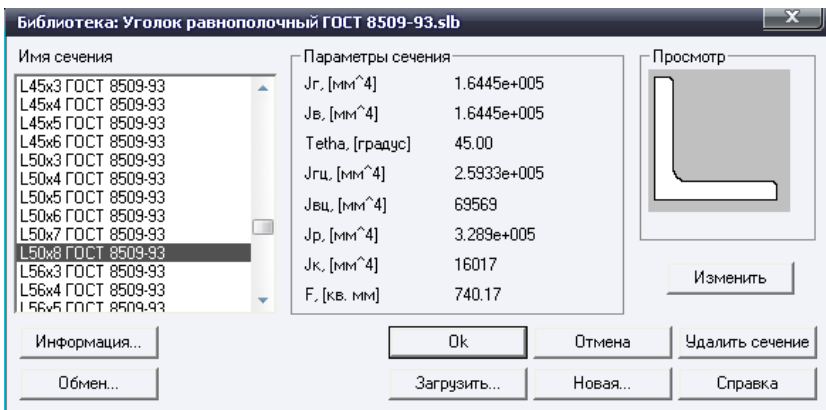 Библиотека: Уголок равнополочный ГОСТ 8509-93.slb
x
Имя сечения
L45x3 ГОСТ 8509-93
L45x4 ГОСТ 8509-93
L45x5 ГОСТ 8509-93
L45x6 ГОСТ 8509-93
L50x3 ГОСТ 8509-93
L50x4 ГОСТ 8509-93
L50x5 ГОСТ 8509-93
L50x6 ГОСТ 8509-93
L50x7 ГОСТ 8509-93
L50x8 ГОСТ 8509-93
L56x3 ГОСТ 8509-93
L56x4 ГОСТ 8509-93
L56x5 ГОСТ 8509-93
Параметры сечения
Jг, [мм^4] 1.6445e+005
Jв, [мм^4] 1.6445e+005
Tetha, [градус] 45.00
Jгц, [мм^4] 2.5933e+005
Jвц, [мм^4] 69569
Jp, [мм^4] 3.289e+005
Jк, [мм^4] 16017
F, [кв. мм] 740.17
Просмотр
Изменить
Информация... Ok Отмена Удалить сечение
Обмен... Загрузить... Новая... Справка